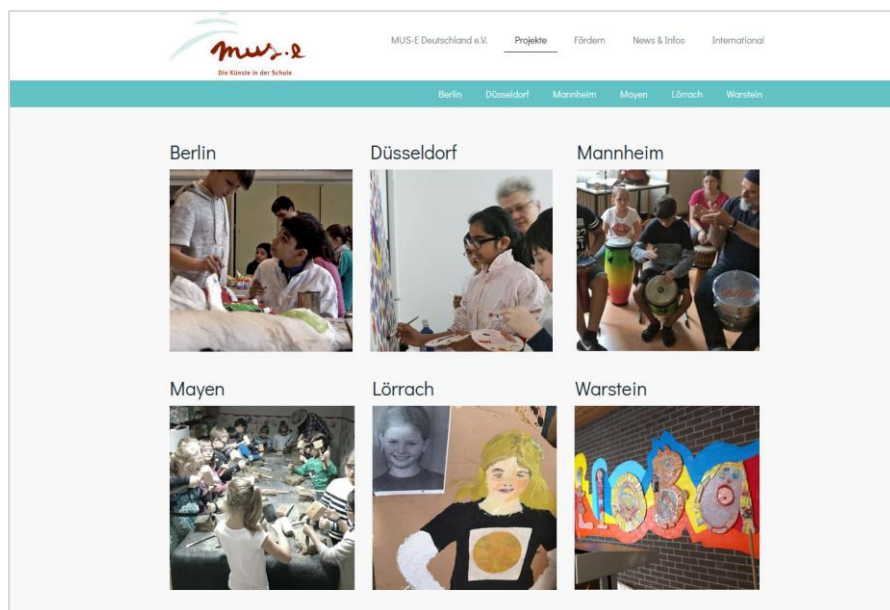 mus-e
Die Künste in der Schule
MUS-E Deutschland e.V. Projekte Fördern News & Infos International
Berlin Düsseldorf Mannheim Mayen Lörrach Warstein
Berlin Düsseldorf Mannheim
Mayen Lörrach Warstein